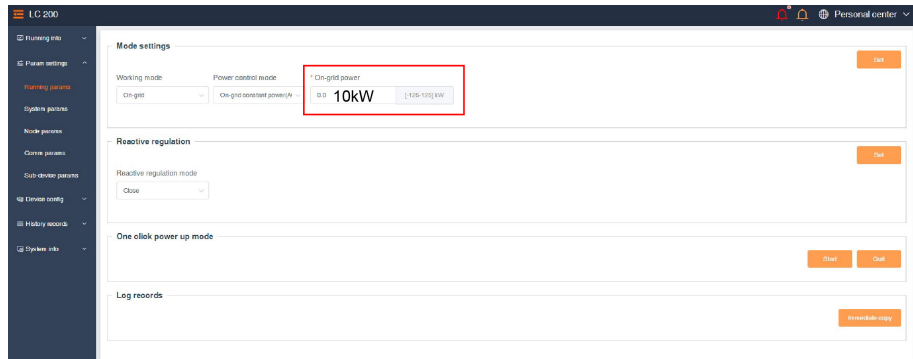 LC 200
Personal center
Running info
Param settings
Running params
System params
Node params
Comm params
Sub-device params
Device config
History records
System info
Mode settings
Set
Working mode
Power control mode
* On-grid power
On-grid
On-grid constant power(A
0.0
10kW
[-125-125] kW
Reactive regulation
Set
Reactive regulation mode
Close
One click power up mode
Start
Quit
Log records
Immediate copy